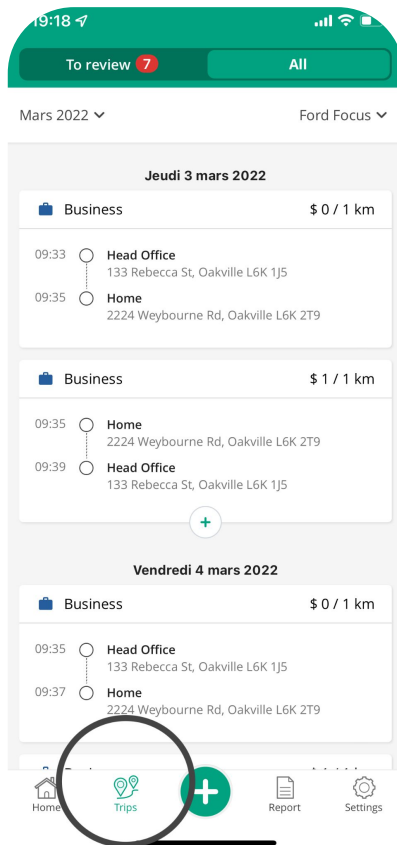 19:18
To review 7
All
Mars 2022
Ford Focus
Jeudi 3 mars 2022
Business $ 0 / 1 km
09:33 Head Office
133 Rebecca St, Oakville L6K 1J5
09:35 Home
2224 Weybourne Rd, Oakville L6K 2T9
Business $ 1 / 1 km
09:35 Home
2224 Weybourne Rd, Oakville L6K 2T9
09:39 Head Office
133 Rebecca St, Oakville L6K 1J5
+
Vendredi 4 mars 2022
Business $ 0 / 1 km
09:35 Head Office
133 Rebecca St, Oakville L6K 1J5
09:37 Home
2224 Weybourne Rd, Oakville L6K 2T9
Home
Trips
+
Report
Settings